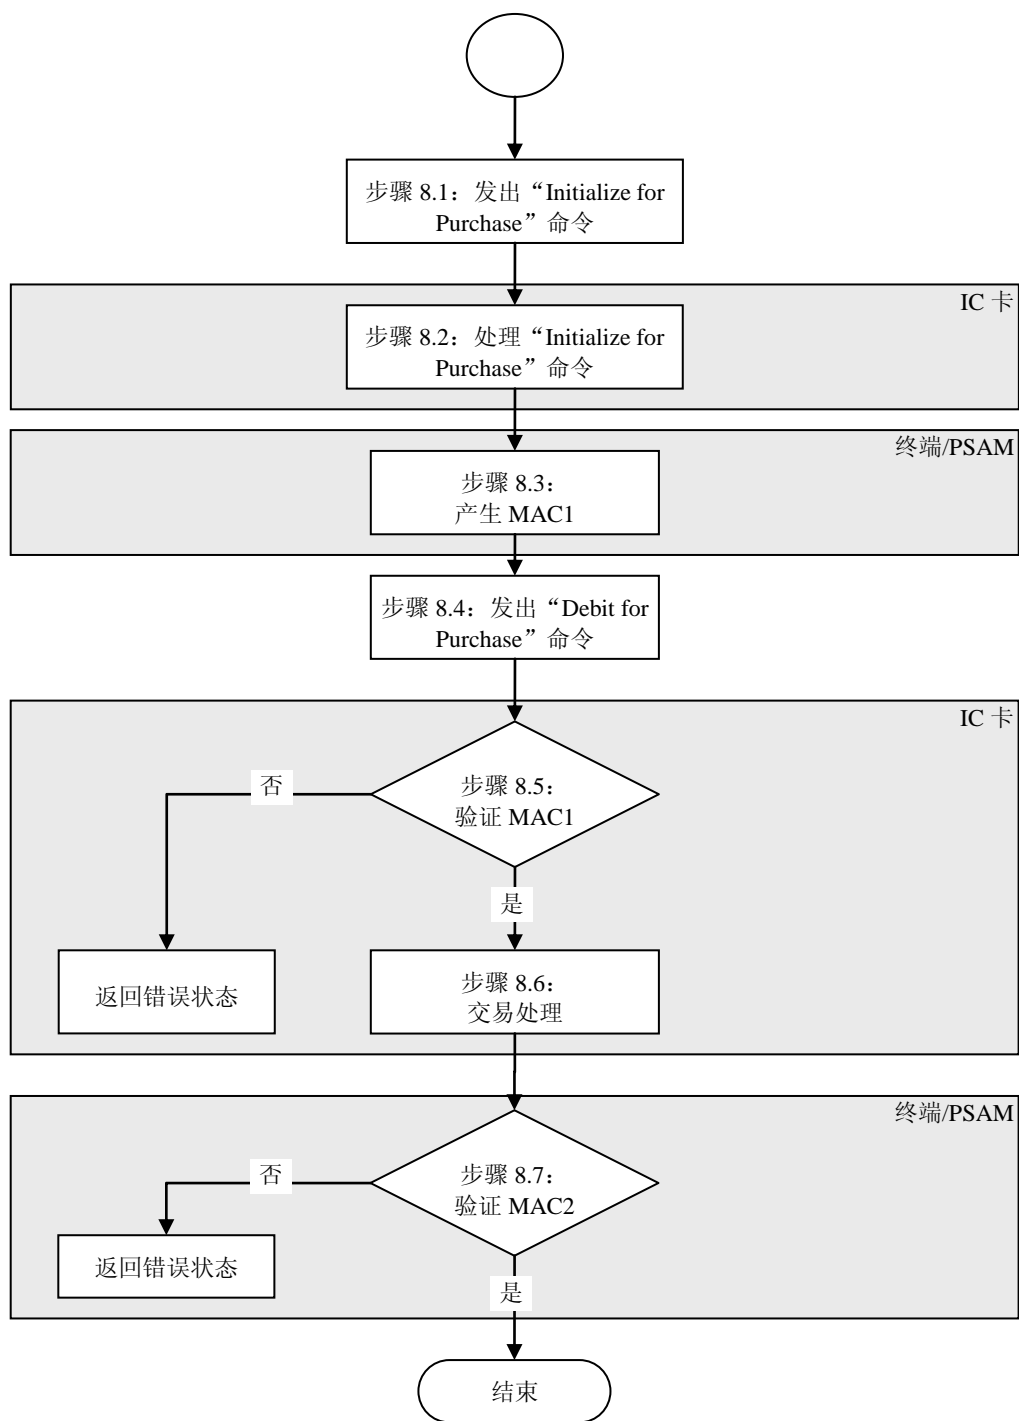 步骤 8.1：发出“Initialize for
Purchase”命令
IC 卡
步骤 8.2：处理“Initialize for
Purchase”命令
终端/PSAM
步骤 8.3：
产生 MAC1
步骤 8.4：发出“Debit for
Purchase”命令
IC 卡
步骤 8.5：
验证 MAC1
否
是
返回错误状态
步骤 8.6：
交易处理
终端/PSAM
步骤 8.7：
验证 MAC2
否
返回错误状态
是
结束